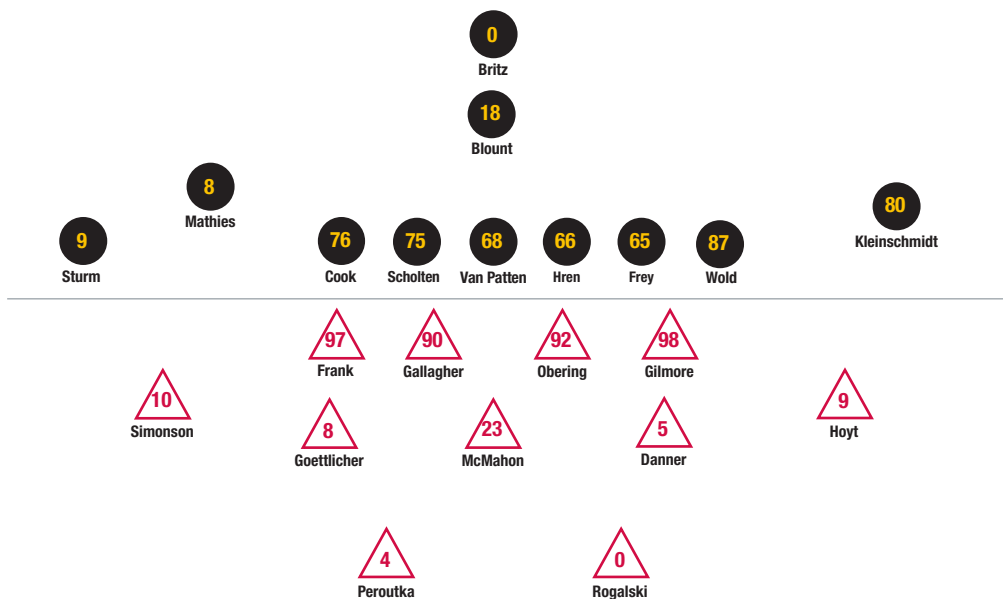 0
Britz
18
Blount
8
Mathies
80
Kleinschmidt
9
Sturm
76
Cook
75
Scholten
68
Van Patten
66
Hren
65
Frey
87
Wold
97
Frank
90
Gallagher
92
Obering
98
Gilmore
10
Simonson
9
Hoyt
8
Goettlicher
23
McMahon
5
Danner
4
Peroutka
0
Rogalski